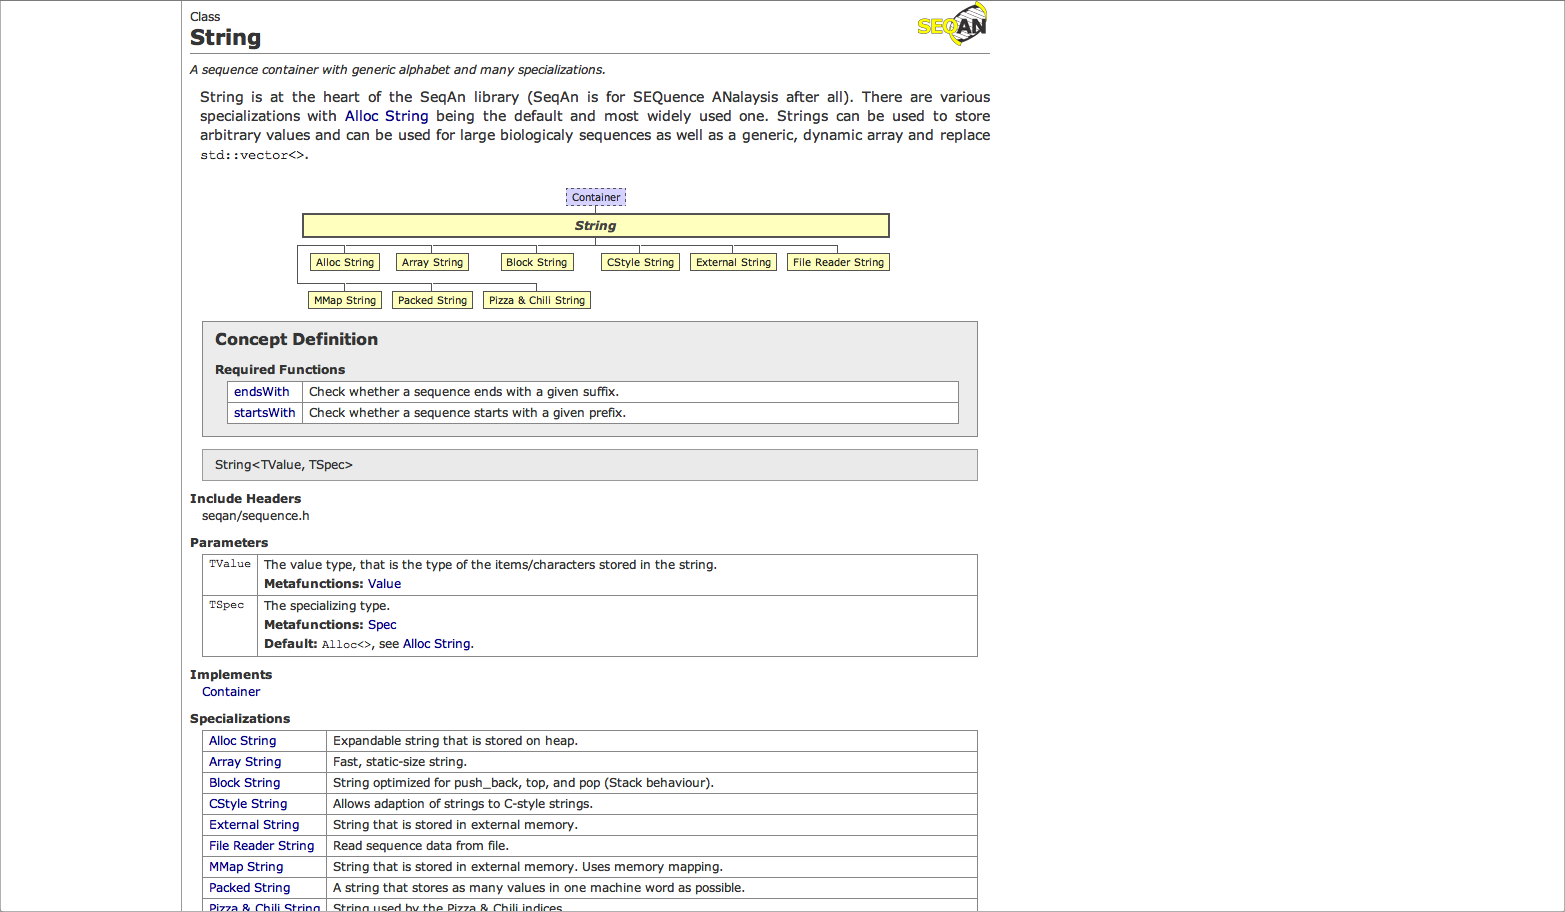 Class
String
SEQAN
A sequence container with generic alphabet and many specializations.
String is at the heart of the SeqAn library (SeqAn is for SEQuence ANalaysis after all). There are various
specializations with Alloc String being the default and most widely used one. Strings can be used to store
arbitrary values and can be used for large biologicaly sequences as well as a generic, dynamic array and replace
std::vector<>.
Container
String
Alloc String Array String Block String CStyle String External String File Reader String
MMap String Packed String Pizza & Chili String
Concept Definition
Required Functions
endsWith Check whether a sequence ends with a given suffix.
startsWith Check whether a sequence starts with a given prefix.
String<TValue, TSpec>
Include Headers
seqan/sequence.h
Parameters
TValue The value type, that is the type of the items/characters stored in the string.
Metafunctions: Value
TSpec The specializing type.
Metafunctions: Spec
Default: Alloc<>, see Alloc String.
Implements
Container
Specializations
Alloc String Expandable string that is stored on heap.
Array String Fast, static-size string.
Block String String optimized for push_back, top, and pop (Stack behaviour).
CStyle String Allows adaption of strings to C-style strings.
External String String that is stored in external memory.
File Reader String Read sequence data from file.
MMap String String that is stored in external memory. Uses memory mapping.
Packed String A string that stores as many values in one machine word as possible.
Pizza & Chili String String used by the Pizza & Chili indices.